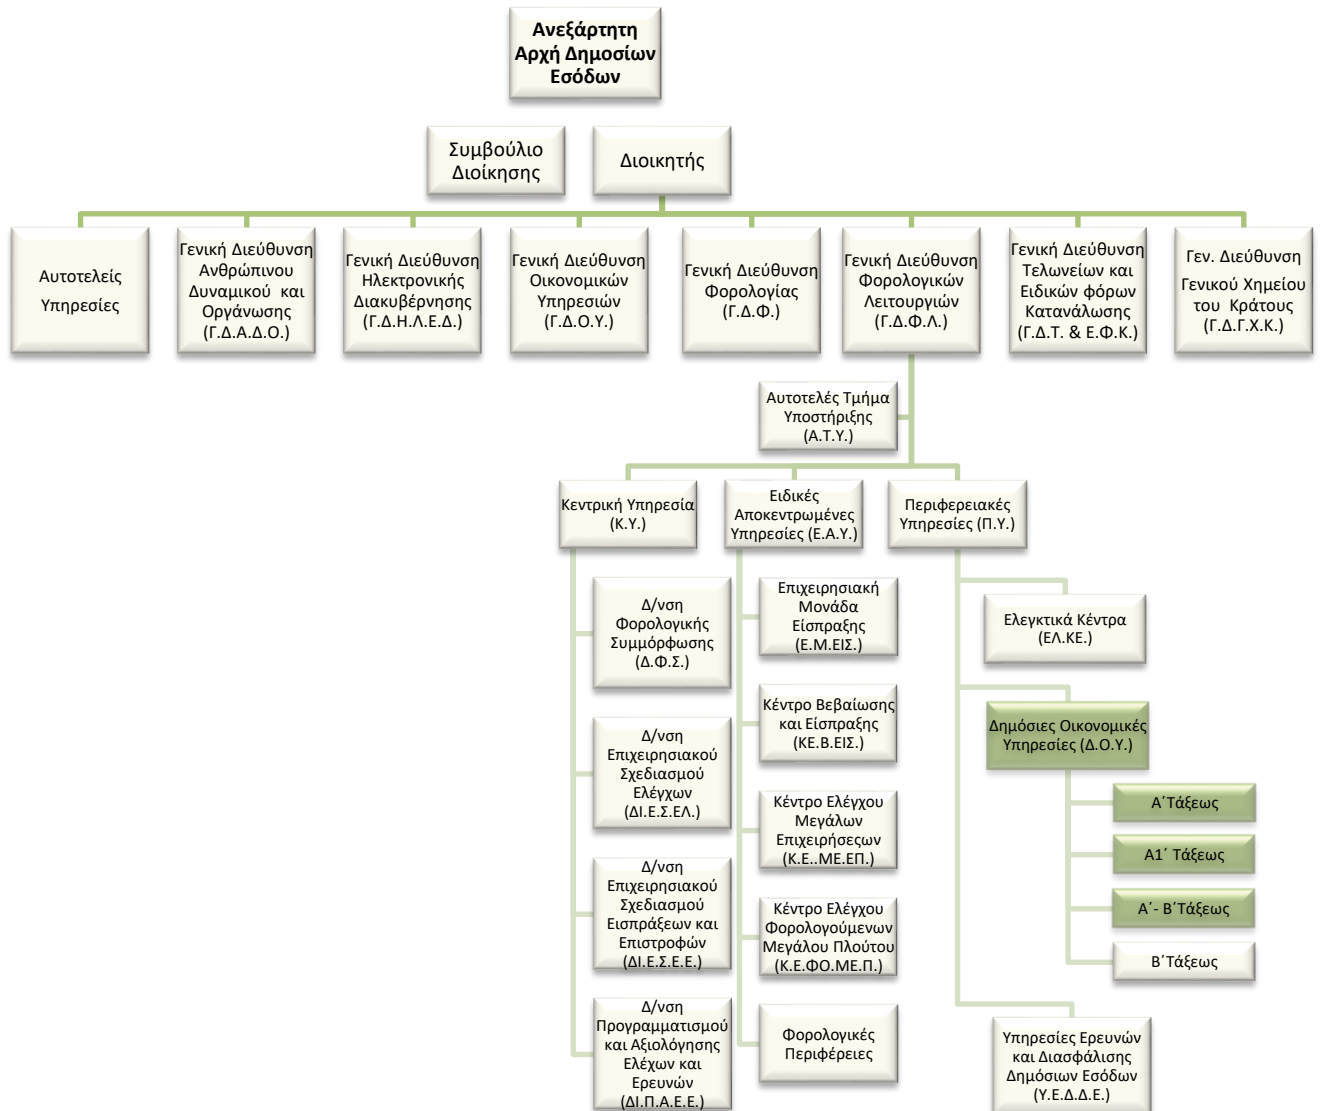 Ανεξάρτητη
Αρχή Δημοσίων
Εσόδων
Συμβούλιο
Διοίκησης
Διοικητής
Αυτοτελείς
Υπηρεσίες
Γενική Διεύθυνση
Ανθρώπινου
Δυναμικού και
Οργάνωσης
(Γ.Δ.Α.Δ.Ο.)
Γενική Διεύθυνση
Ηλεκτρονικής
Διακυβέρνησης
(Γ.Δ.Η.Λ.Ε.Δ.)
Γενική Διεύθυνση
Οικονομικών
Υπηρεσιών
(Γ.Δ.Ο.Υ.)
Γενική Διεύθυνση
Φορολογίας
(Γ.Δ.Φ.)
Γενική Διεύθυνση
Φορολογικών
Λειτουργιών
(Γ.Δ.Φ.Λ.)
Γενική Διεύθυνση
Τελωνείων και
Ειδικών φόρων
Κατανάλωσης
(Γ.Δ.Τ. & Ε.Φ.Κ.)
Γεν. Διεύθυνση
Γενικού Χημείου
του Κράτους
(Γ.Δ.Γ.Χ.Κ.)
Αυτοτελές Τμήμα
Υποστήριξης
(Α.Τ.Υ.)
Κεντρική Υπηρεσία
(Κ.Υ.)
Ειδικές
Αποκεντρωμένες
Υπηρεσίες (Ε.Α.Υ.)
Περιφερειακές
Υπηρεσίες (Π.Υ.)
Δ/νση
Φορολογικής
Συμμόρφωσης
(Δ.Φ.Σ.)
Δ/νση
Επιχειρησιακού
Σχεδιασμού
Ελέγχων
(ΔΙ.Ε.Σ.ΕΛ.)
Δ/νση
Επιχειρησιακού
Σχεδιασμού
Εισπράξεων και
Επιστροφών
(ΔΙ.Ε.Σ.Ε.Ε.)
Δ/νση
Προγραμματισμού
και Αξιολόγησης
Ελέχων και
Ερευνών
(ΔΙ.Π.Α.Ε.Ε.)
Επιχειρησιακή
Μονάδα
Είσπραξης
(Ε.Μ.ΕΙΣ.)
Κέντρο Βεβαίωσης
και Είσπραξης
(ΚΕ.Β.ΕΙΣ.)
Κέντρο Ελέγχου
Μεγάλων
Επιχειρήσεςων
(Κ.Ε..ΜΕ.ΕΠ.)
Κέντρο Ελέγχου
Φορολογούμενων
Μεγάλου Πλούτου
(Κ.Ε.ΦΟ.ΜΕ.Π.)
Φορολογικές
Περιφέρειες
Ελεγκτικά Κέντρα
(ΕΛ.ΚΕ.)
Δημόσιες Οικονομικές
Υπηρεσίες (Δ.Ο.Υ.)
Α΄Τάξεως
Α1΄ Τάξεως
Α΄- Β΄Τάξεως
Β΄Τάξεως
Υπηρεσίες Ερευνών
και Διασφάλισης
Δημόσιων Εσόδων
(Υ.Ε.Δ.Δ.Ε.)